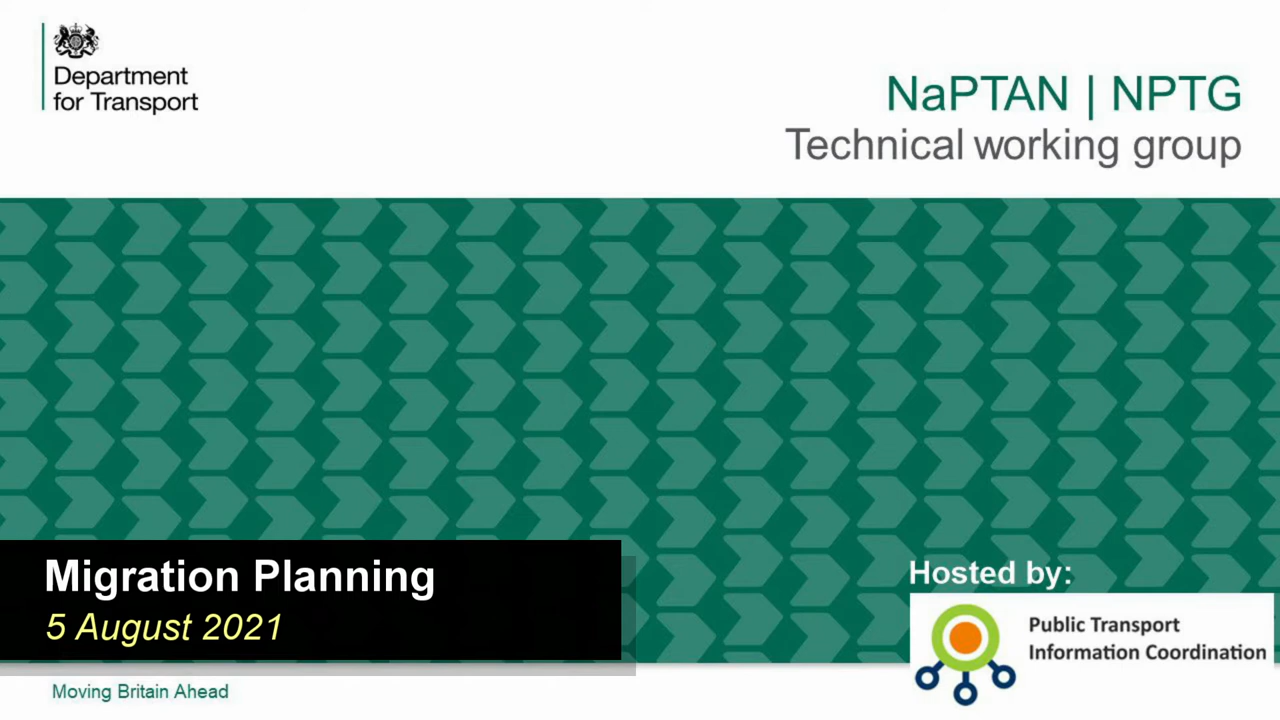 Department
for Transport
NaPTAN | NPTG
Technical working group
Migration Planning
5 August 2021
Hosted by:
Public Transport
Information Coordination
Moving Britain Ahead